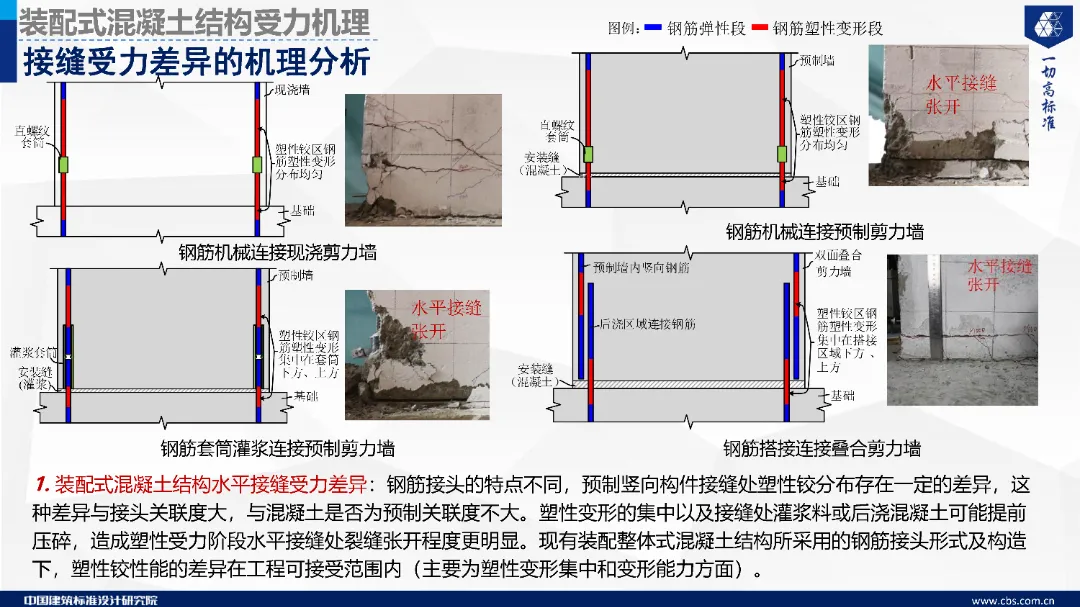 装配式混凝土结构受力机理
接缝受力差异的机理分析
图例:
钢筋弹性段
钢筋塑性变形段
一切高标准
现浇墙
直螺纹
套筒
塑性铰区钢
筋塑性变形
分布均匀
基础
钢筋机械连接现浇剪力墙
预制墙
直螺纹
套筒
安装缝
(混凝土)
塑性铰区钢
筋塑性变形
分布均匀
基础
水平接缝
张开
钢筋机械连接预制剪力墙
预制墙
灌浆套筒
安装缝
(灌浆)
塑性铰区钢
筋塑性变形
集中在套筒
下方、上方
基础
水平接缝
张开
钢筋套筒灌浆连接预制剪力墙
预制墙内竖向钢筋
后浇区域连接钢筋
双面叠合
剪力墙
安装缝
(混凝土)
塑性铰区钢
筋塑性变形
集中在搭接
区域下方、
上方
基础
水平接缝
张开
钢筋搭接连接叠合剪力墙
1. 装配式混凝土结构水平接缝受力差异：钢筋接头的特点不同，预制竖向构件接缝处塑性铰分布存在一定的差异，这
种差异与接头关联度大，与混凝土是否为预制关联度不大。塑性变形的集中以及接缝处灌浆料或后浇混凝土可能提前
压碎，造成塑性受力阶段水平接缝处裂缝张开程度更明显。现有装配整体式混凝土结构所采用的钢筋接头形式及构造
下，塑性铰性能的差异在工程可接受范围内（主要为塑性变形集中和变形能力方面）。
中国建筑标准设计研究院
www.cbs.com.cn